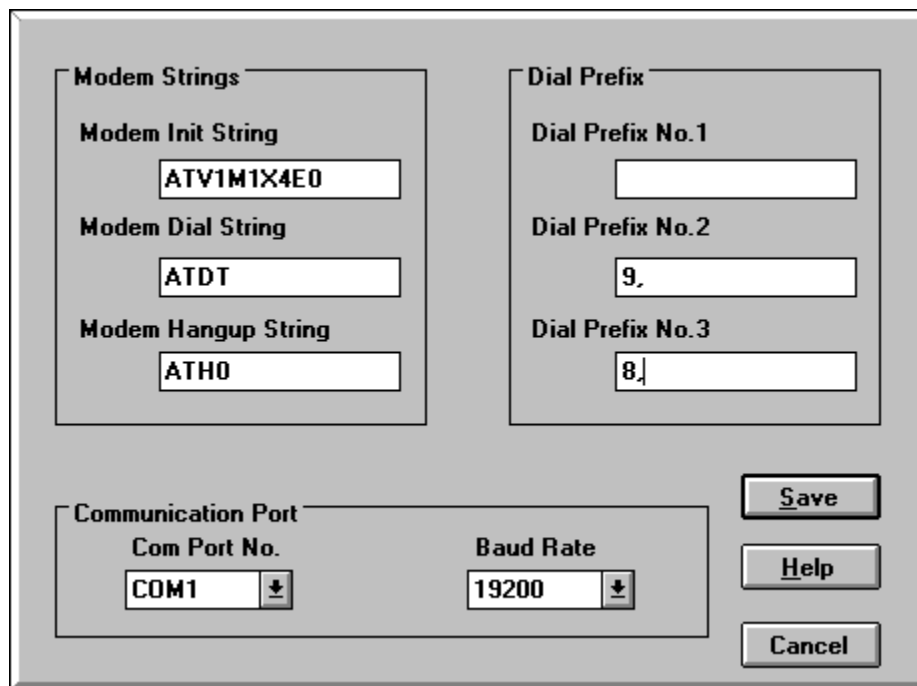 Modem Strings
Modem Init String
ATV1M1X4E0
Modem Dial String
ATDT
Modem Hangup String
ATH0
Dial Prefix
Dial Prefix No.1
Dial Prefix No.2
9,
Dial Prefix No.3
8,
Communication Port
Com Port No.
COM1
Baud Rate
19200
Save
Help
Cancel